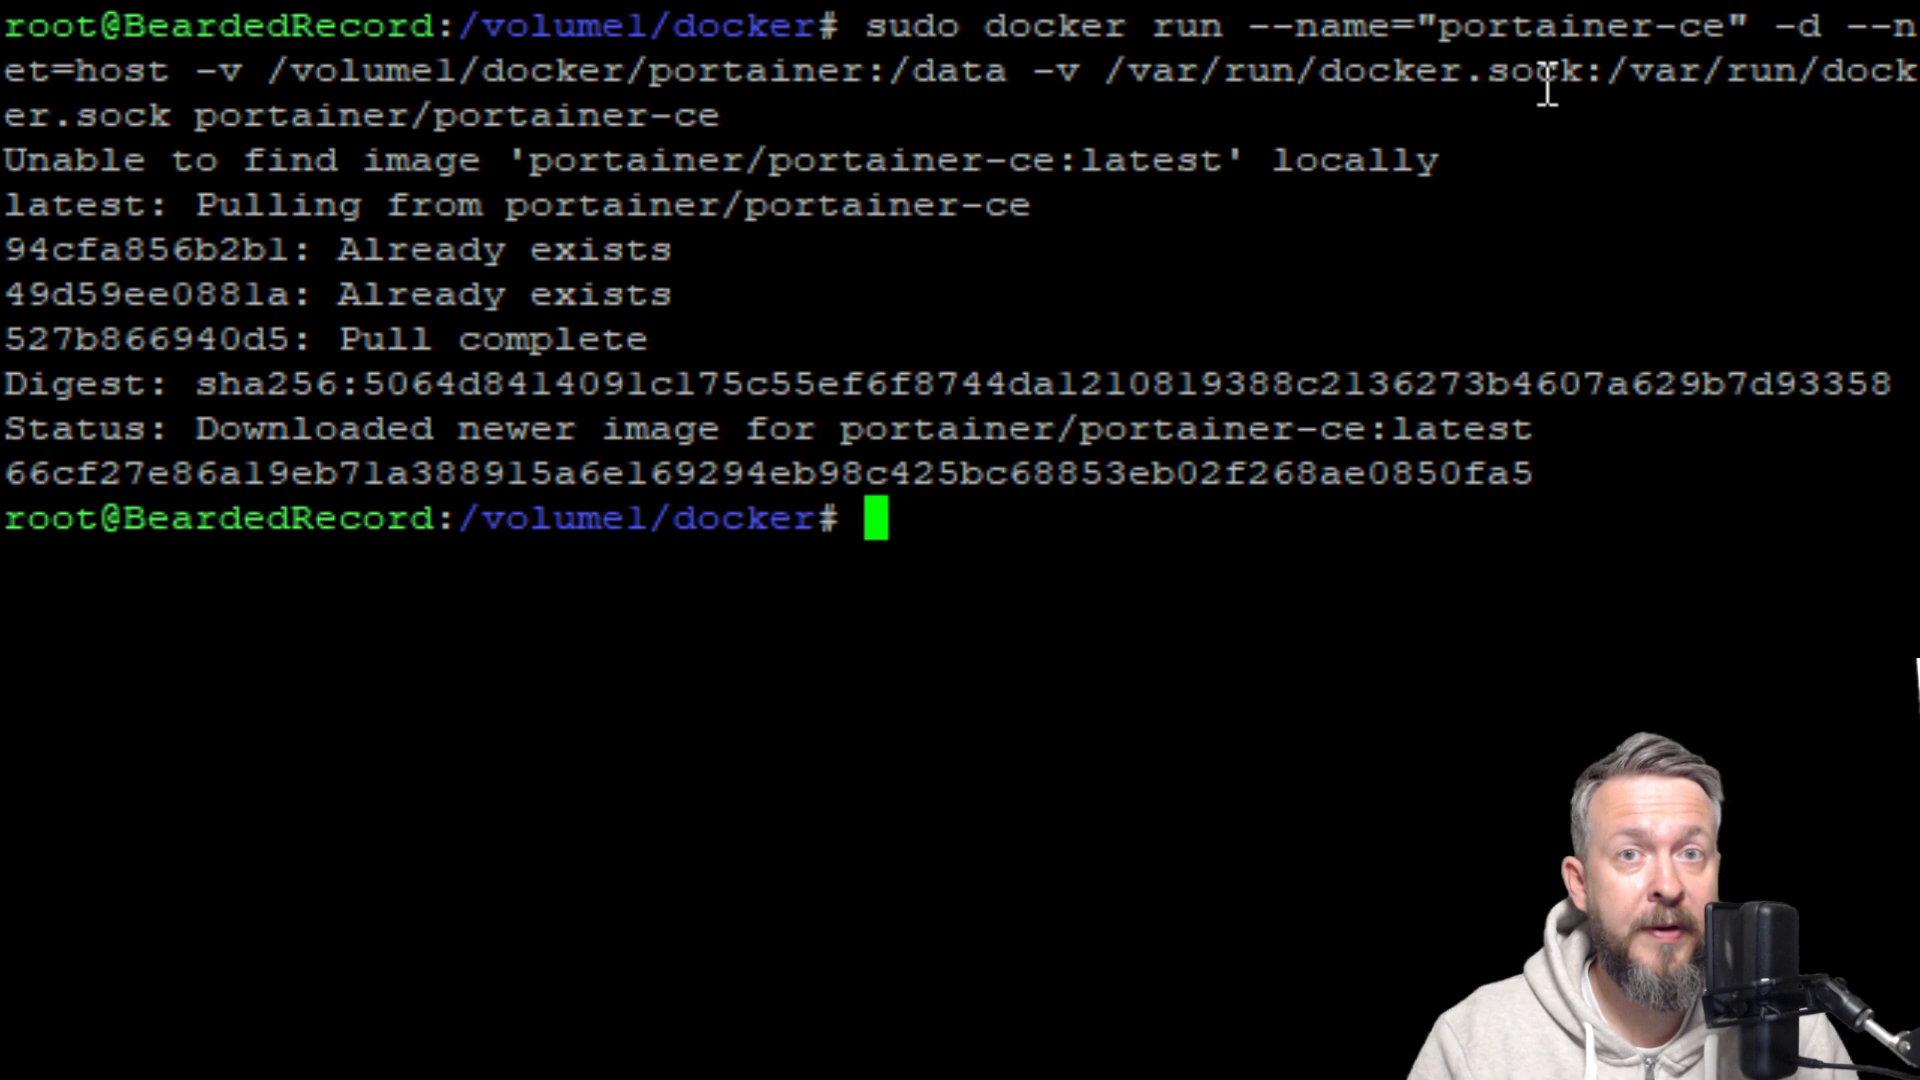 root@BeardedRecord:/volume1/docker# sudo docker run --name="portainer-ce" -d --n
et=host -v /volume1/docker/portainer:/data -v /var/run/docker.sock:/var/run/dock
er.sock portainer/portainer-ce
Unable to find image 'portainer/portainer-ce:latest' locally
latest: Pulling from portainer/portainer-ce
94cfa856b2b1: Already exists
49d59ee0881a: Already exists
527b866940d5: Pull complete
Digest: sha256:5064d8414091c175c55ef6f8744da1210819388c2136273b4607a629b7d93358
Status: Downloaded newer image for portainer/portainer-ce:latest
66cf27e86a19eb71a388915a6e169294eb98c425bc68853eb02f268ae0850fa5
root@BeardedRecord:/volume1/docker#